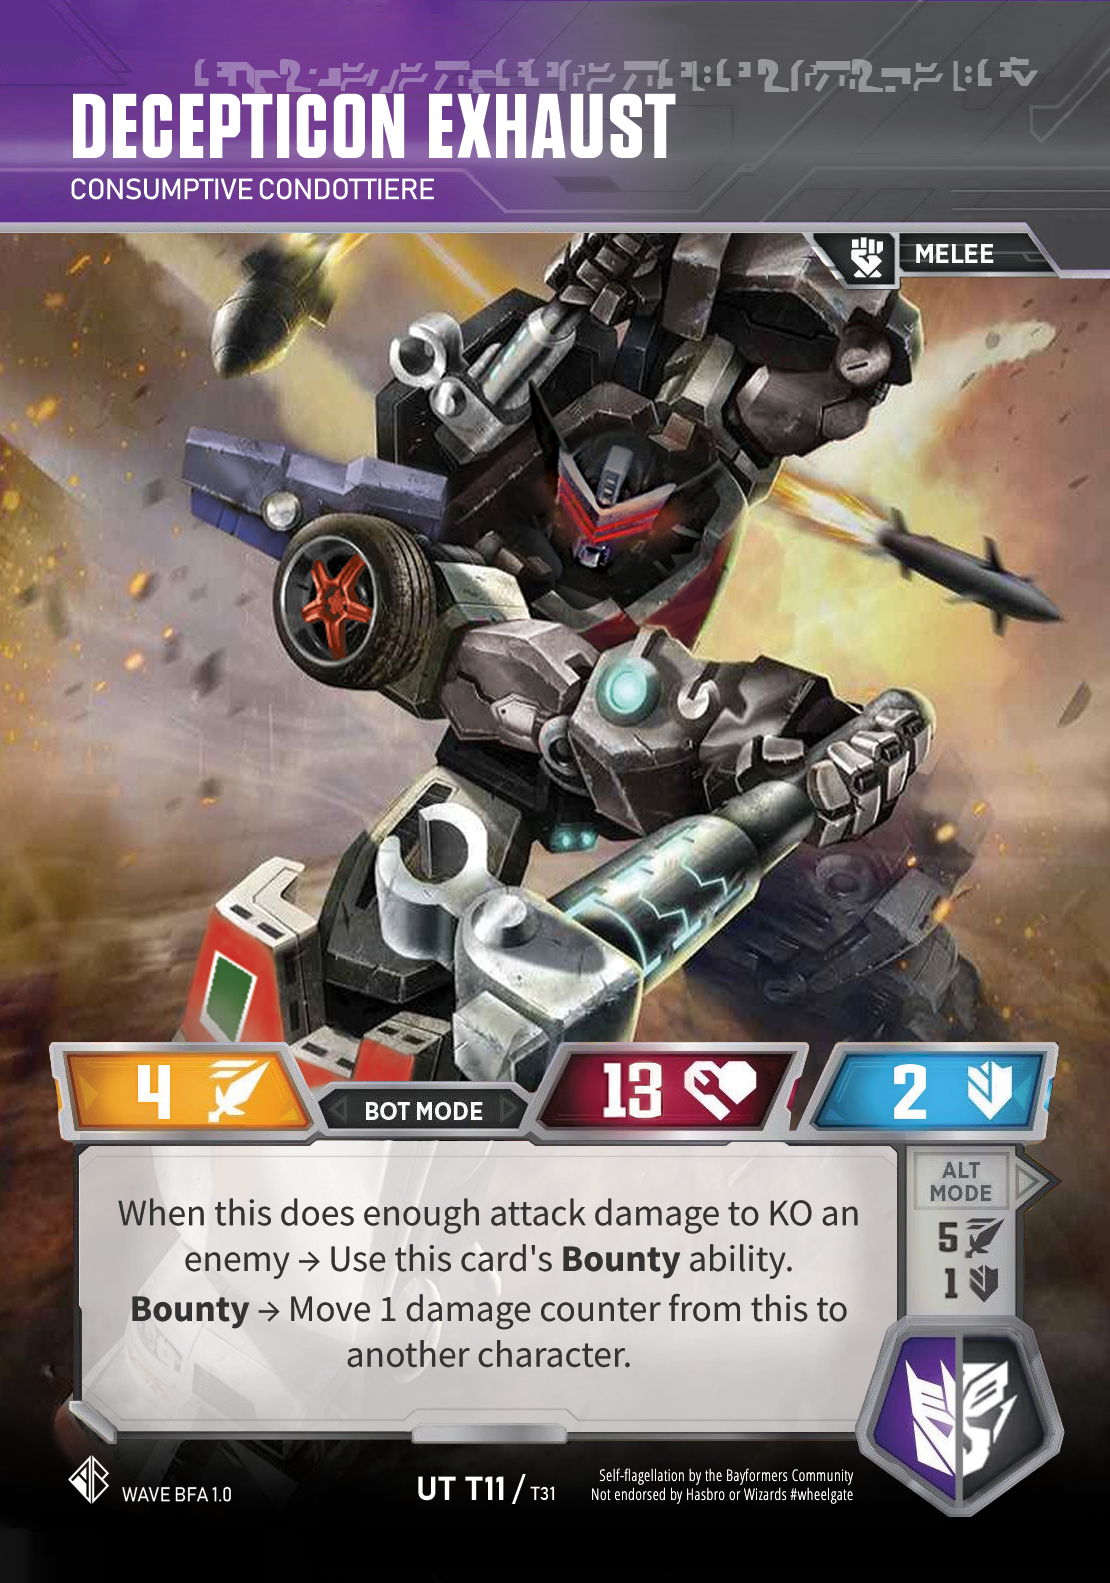 DECEPTICON EXHAUST
CONSUMPTIVE CONDOTTIERE
MELEE
4
BOT MODE
13
2
When this does enough attack damage to KO an
enemy → Use this card's Bounty ability.
Bounty → Move 1 damage counter from this to
another character.
ALT
MODE
5
1
WAVE BFA 1.0
UT T11 / T31
Self-flagellation by the Bayformers Community
Not endorsed by Hasbro or Wizards #wheelgate